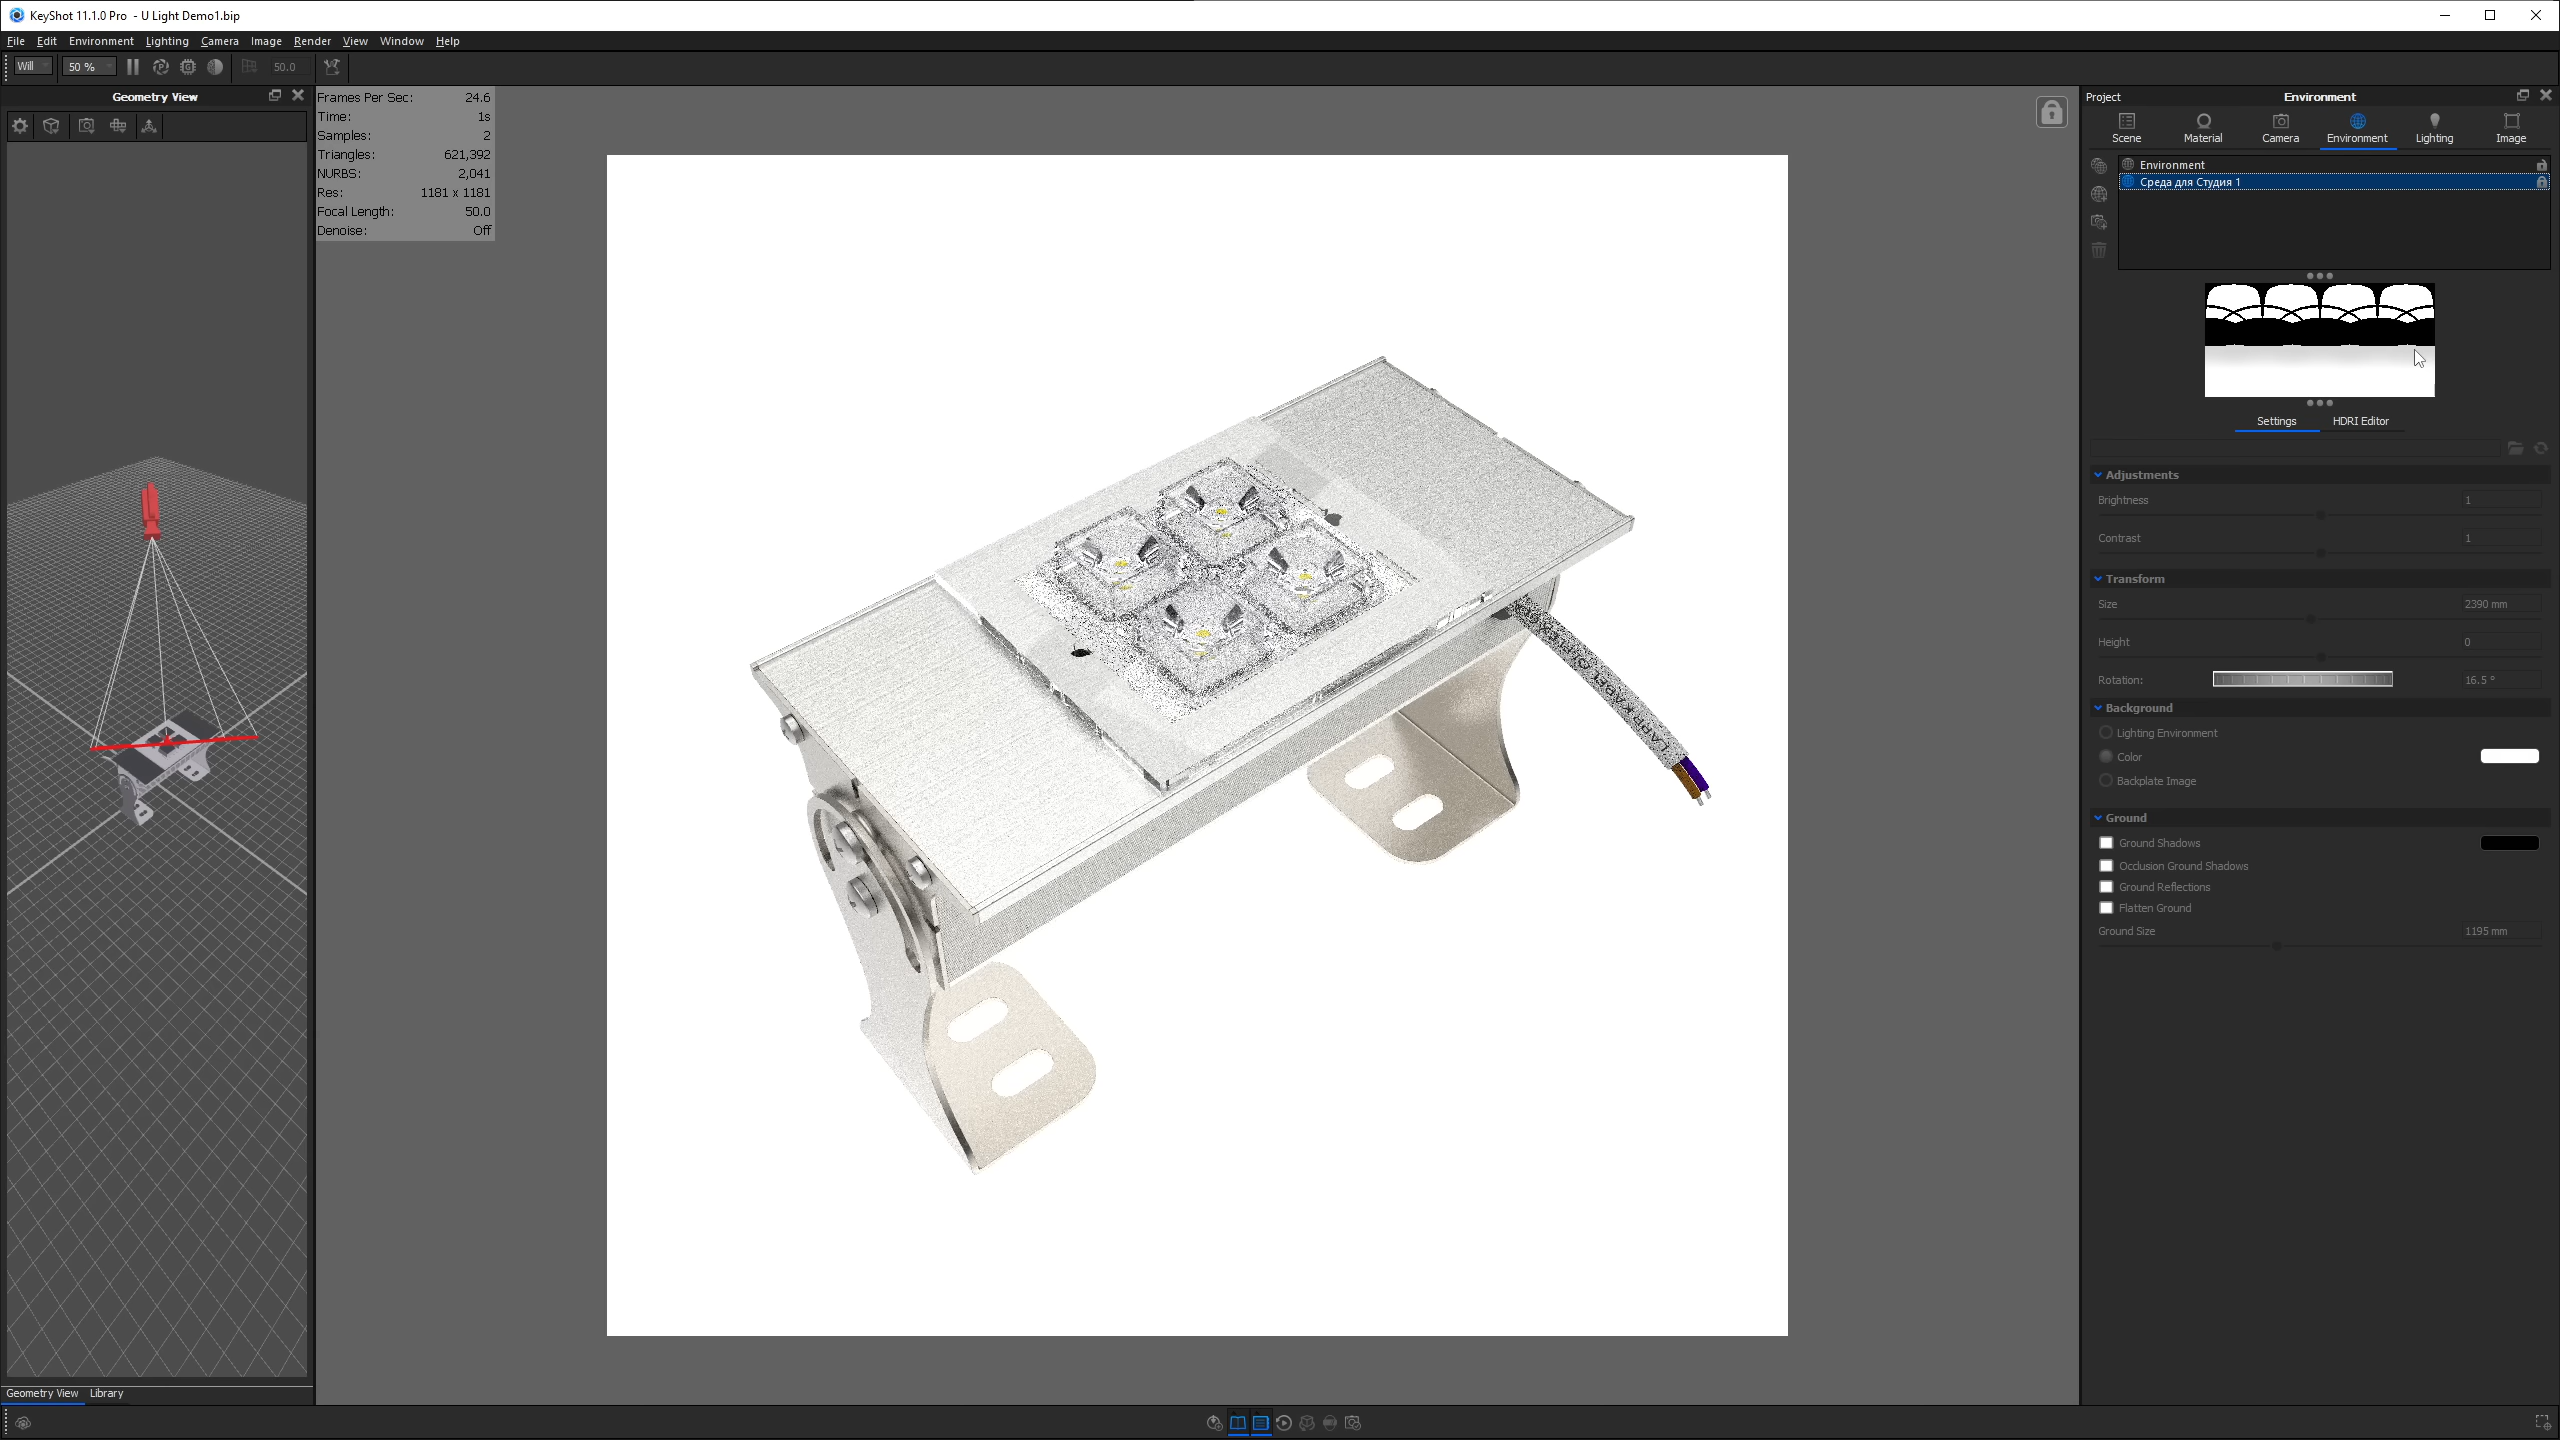 KeyShot 11.1.0 Pro - U Light Demo1.bip
File Edit Environment Lighting Camera Image Render View Window Help
Will 50 % 50.0
Geometry View
Frames Per Sec: 24.6
Time: 1s
Samples: 2
Triangles: 621,392
NURBS: 2,041
Res: 1181 x 1181
Focal Length: 50.0
Denoise: Off
Project Environment
Scene Material Camera Environment Lighting Image
Environment
Среда для Студия 1
Settings HDRI Editor
Adjustments
Brightness 1
Contrast 1
Transform
Size 2390 mm
Height 0
Rotation: 16.5 °
Background
Lighting Environment
Color
Backplate Image
Ground
Ground Shadows
Occlusion Ground Shadows
Ground Reflections
Flatten Ground
Ground Size 1195 mm
Geometry View Library